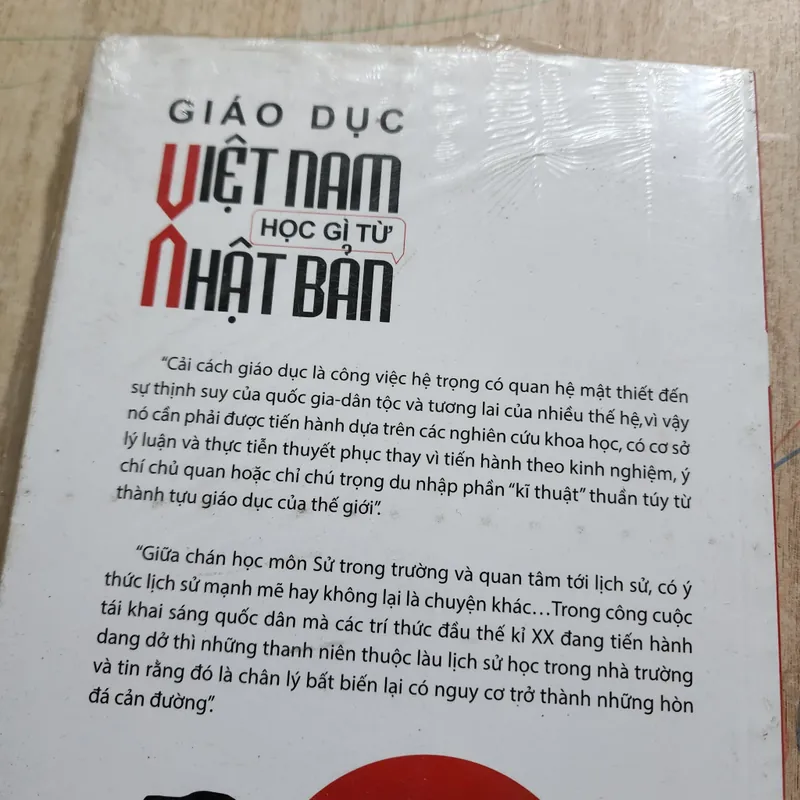 GIÁO DỤC
VIỆT NAM
HỌC GÌ TỪ
NHẬT BẢN
“Cải cách giáo dục là công việc hệ trọng có quan hệ mật thiết đến
sự thịnh suy của quốc gia-dân tộc và tương lai của nhiều thế hệ,vì vậy
nó cần phải được tiến hành dựa trên các nghiên cứu khoa học, có cơ sở
lý luận và thực tiễn thuyết phục thay vì tiến hành theo kinh nghiệm, ý
chí chủ quan hoặc chỉ chú trọng du nhập phần “kĩ thuật” thuần túy từ
thành tựu giáo dục của thế giới”.
“Giữa chán học môn Sử trong trường và quan tâm tới lịch sử, có ý
thức lịch sử mạnh mẽ hay không lại là chuyện khác…Trong công cuộc
tái khai sáng quốc dân mà các trí thức đầu thế kỉ XX đang tiến hành
dang dở thì những thanh niên thuộc làu lịch sử học trong nhà trường
và tin rằng đó là chân lý bất biến lại có nguy cơ trở thành những hòn
đá cản đường”.